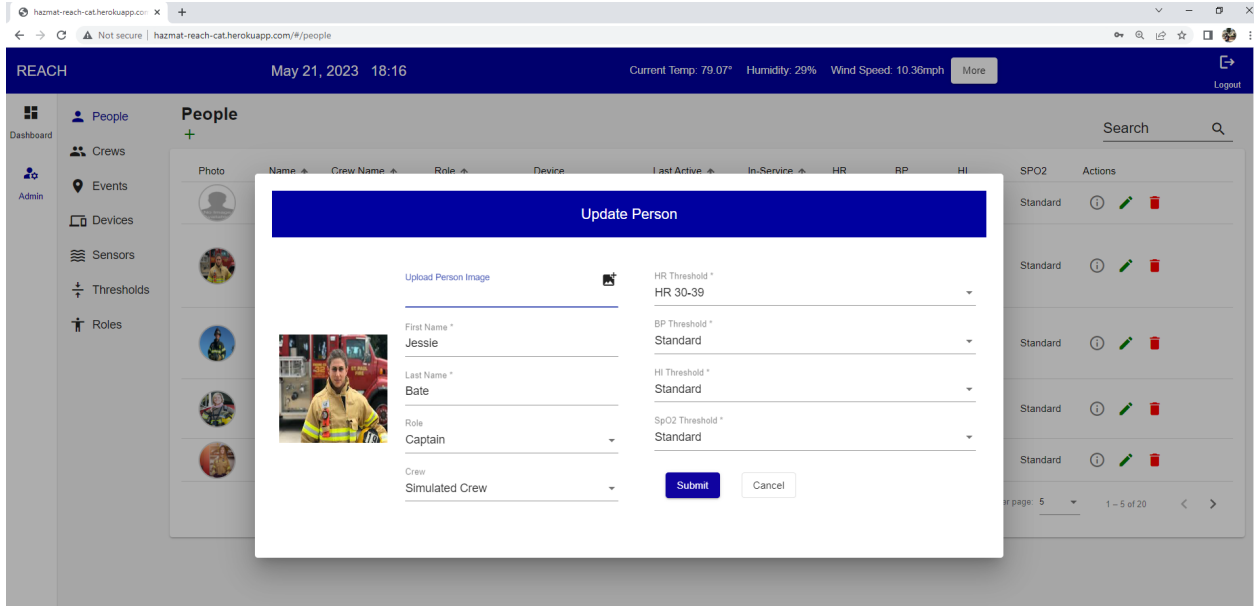 hazmat-reach-cat.herokuapp.con
Not secure | hazmat-reach-cat.herokuapp.com/#/people
REACH May 21, 2023 18:16 Current Temp: 79.07° Humidity: 29% Wind Speed: 10.36mph More Logout
Dashboard
Admin
People
Crews
Events
Devices
Sensors
Thresholds
Roles
People
+
Search
Photo Name Crew Name Role Device Last Active In-Service HR BP HI SPO2 Actions
Standard
Standard
Standard
Standard
Standard
er page: 5 1 – 5 of 20
Update Person
Upload Person Image
First Name *
Jessie
Last Name *
Bate
Role
Captain
Crew
Simulated Crew
HR Threshold *
HR 30-39
BP Threshold *
Standard
HI Threshold *
Standard
SpO2 Threshold *
Standard
Submit Cancel